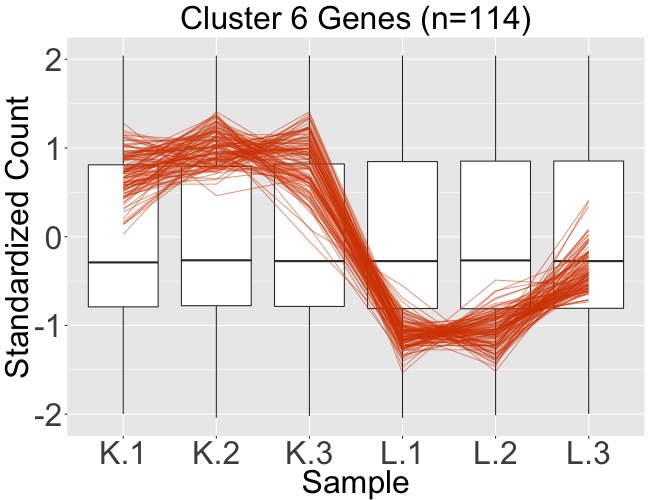 Cluster 6 Genes (n=114)
Standardized Count
2
1
0
-1
-2
K.1 K.2 K.3 L.1 L.2 L.3
Sample